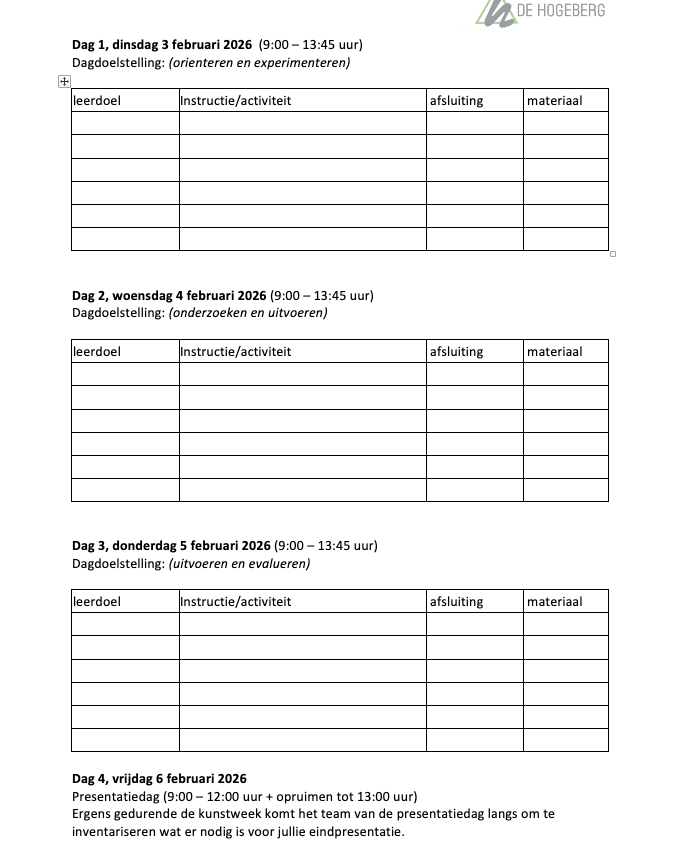 DE HOGEBERG
Dag 1, dinsdag 3 februari 2026 (9:00 – 13:45 uur)
Dagdoelstelling: (orienteren en experimenteren)
leerdoel Instructie/activiteit afsluiting materiaal
Dag 2, woensdag 4 februari 2026 (9:00 – 13:45 uur)
Dagdoelstelling: (onderzoeken en uitvoeren)
leerdoel Instructie/activiteit afsluiting materiaal
Dag 3, donderdag 5 februari 2026 (9:00 – 13:45 uur)
Dagdoelstelling: (uitvoeren en evalueren)
leerdoel Instructie/activiteit afsluiting materiaal
Dag 4, vrijdag 6 februari 2026
Presentatiedag (9:00 – 12:00 uur + opruimen tot 13:00 uur)
Ergens gedurende de kunstweek komt het team van de presentatiedag langs om te
inventariseren wat er nodig is voor jullie eindpresentatie.